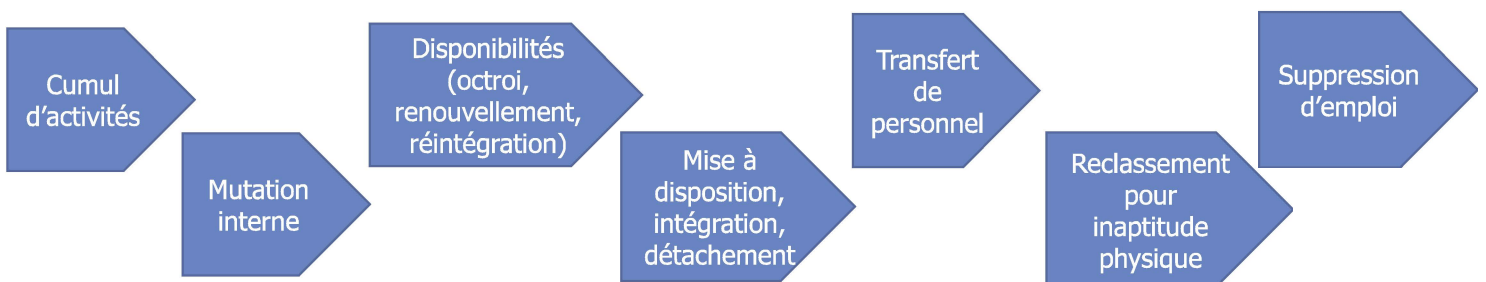 Cumul
d’activités
Mutation
interne
Disponibilités
(octroi,
renouvellement,
réintégration)
Mise à
disposition,
intégration,
détachement
Transfert
de
personnel
Reclassement
pour
inaptitude
physique
Suppression
d’emploi